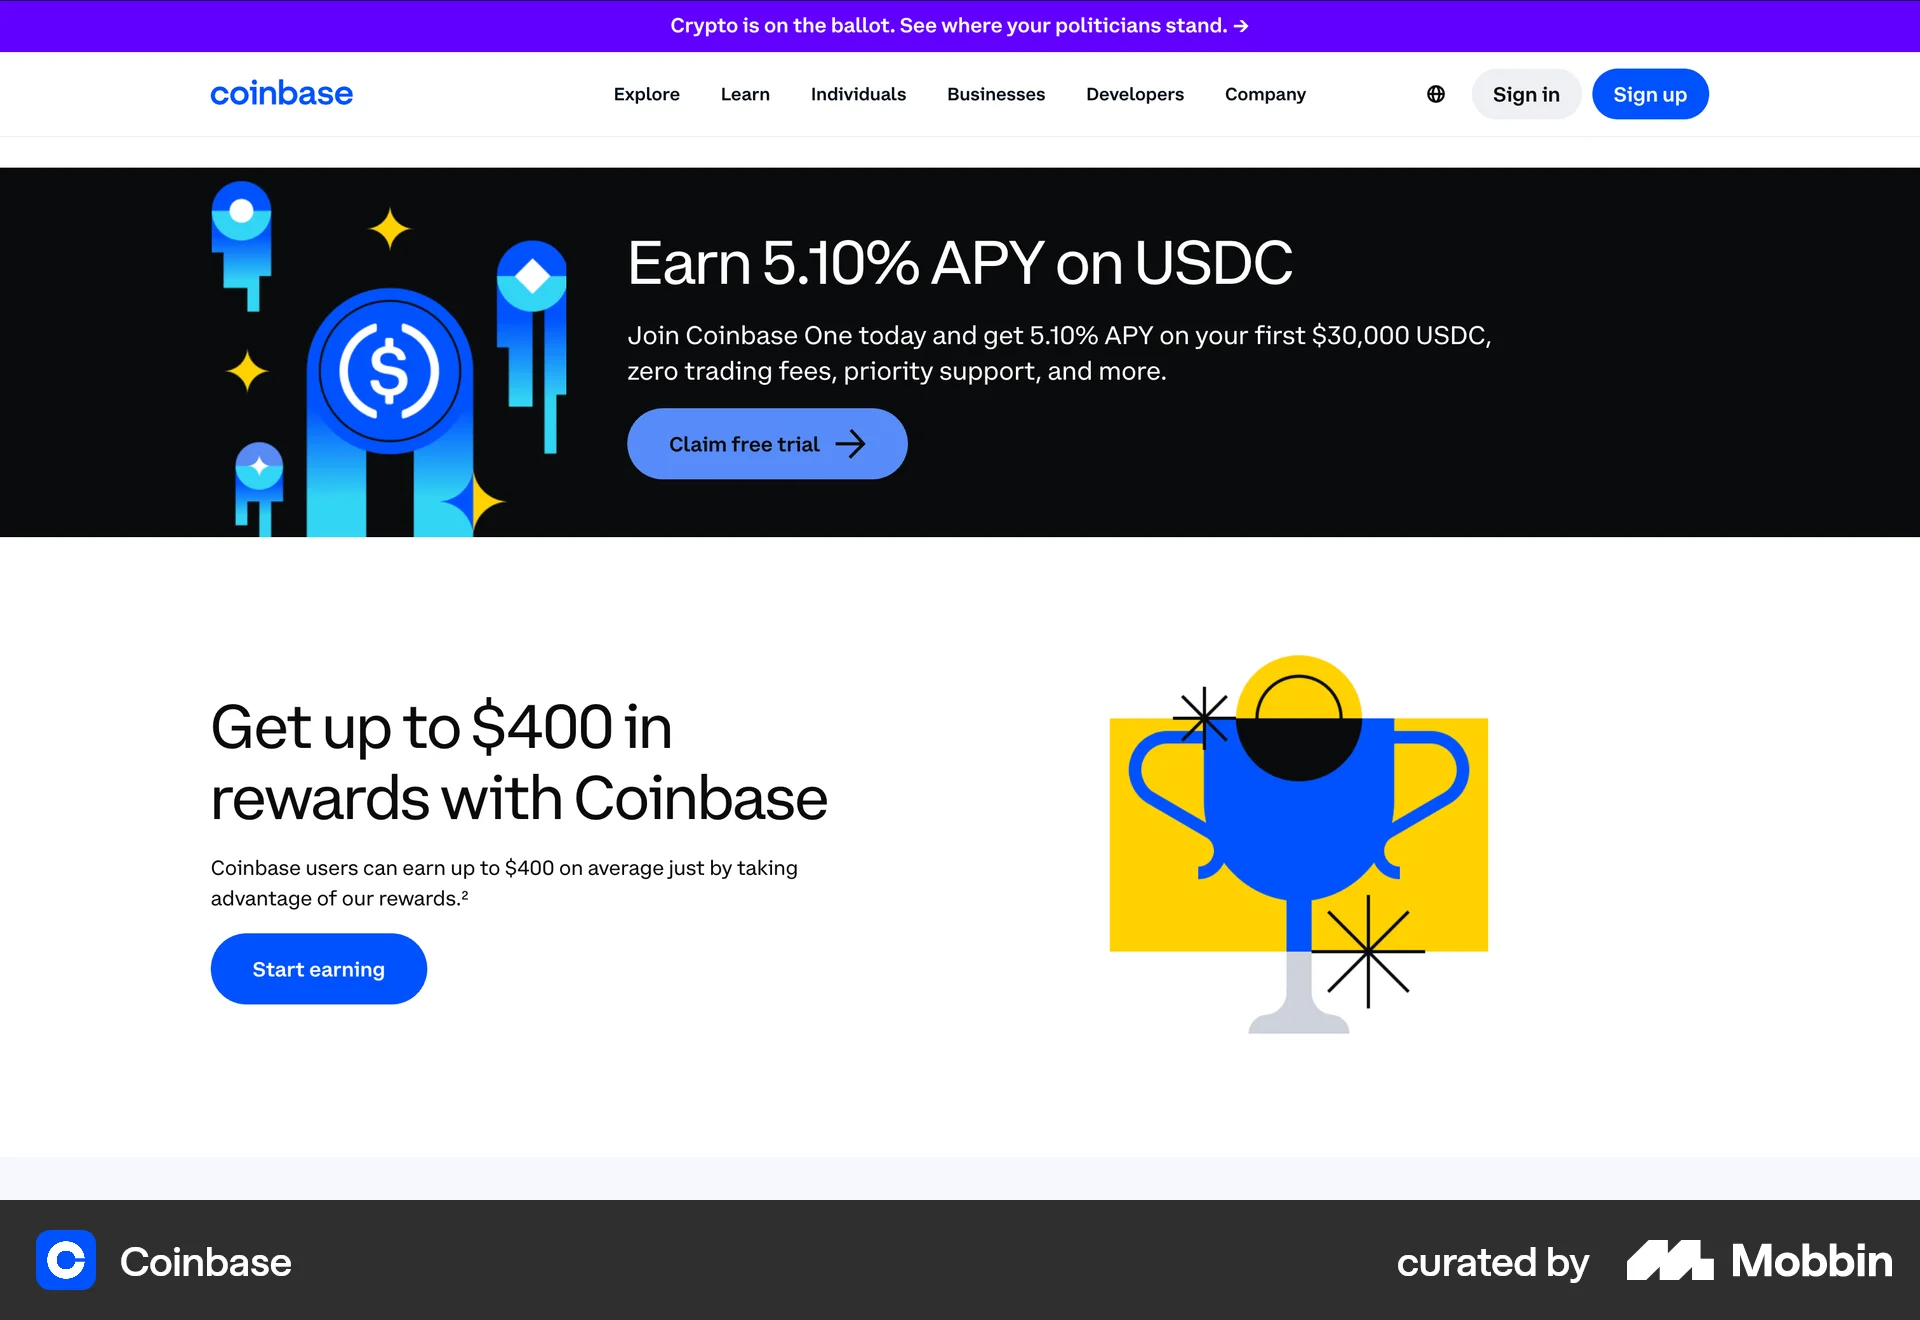 Crypto is on the ballot. See where your politicians stand. →
coinbase
Explore
Learn
Individuals
Businesses
Developers
Company
Sign in
Sign up
Earn 5.10% APY on USDC
Join Coinbase One today and get 5.10% APY on your first $30,000 USDC,
zero trading fees, priority support, and more.
Claim free trial →
Get up to $400 in
rewards with Coinbase
Coinbase users can earn up to $400 on average just by taking
advantage of our rewards.²
Start earning
Coinbase
curated by Mobbin